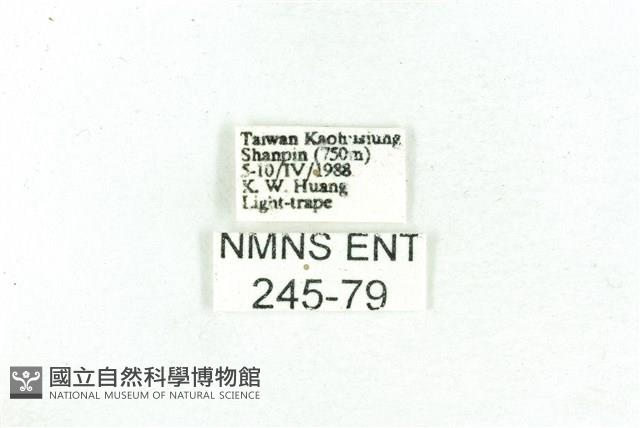 Taiwan Kaohsiung
Shanpin (750m)
5-10/IV/1988
K. W. Huang
Light-trape
NMNS ENT
245-79
國立自然科學博物館
NATIONAL MUSEUM OF NATURAL SCIENCE